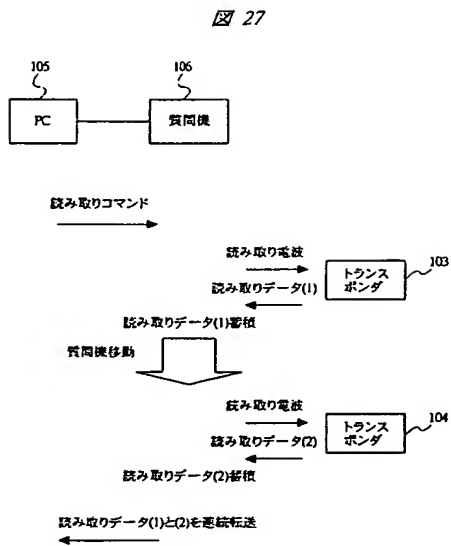 図 27
105
106
PC
質問機
読み取りコマンド
読み取り電波
トランス
ポンダ
103
読み取りデータ(1)
読み取りデータ(1)蓄積
質問機移動
読み取り電波
トランス
ポンダ
104
読み取りデータ(2)
読み取りデータ(2)蓄積
読み取りデータ(1)と(2)を連続転送